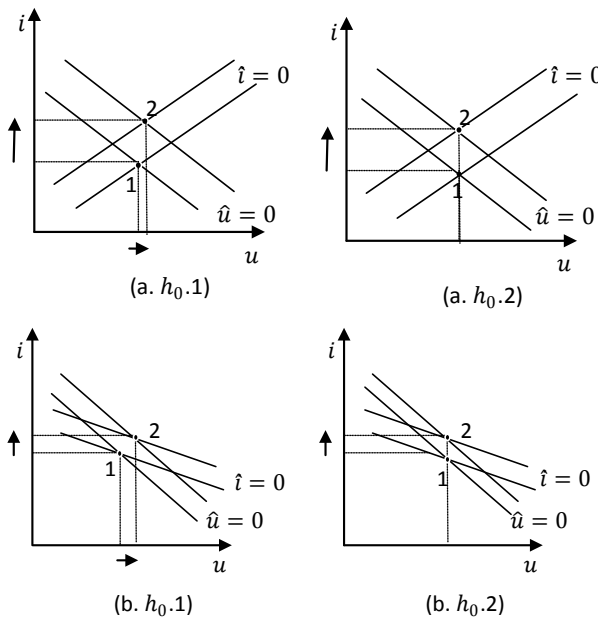 i
î = 0
2
1
û = 0
u
(a. h₀.1)
i
î = 0
2
1
û = 0
u
(a. h₀.2)
i
2
1
î = 0
û = 0
u
(b. h₀.1)
i
2
1
î = 0
û = 0
u
(b. h₀.2)